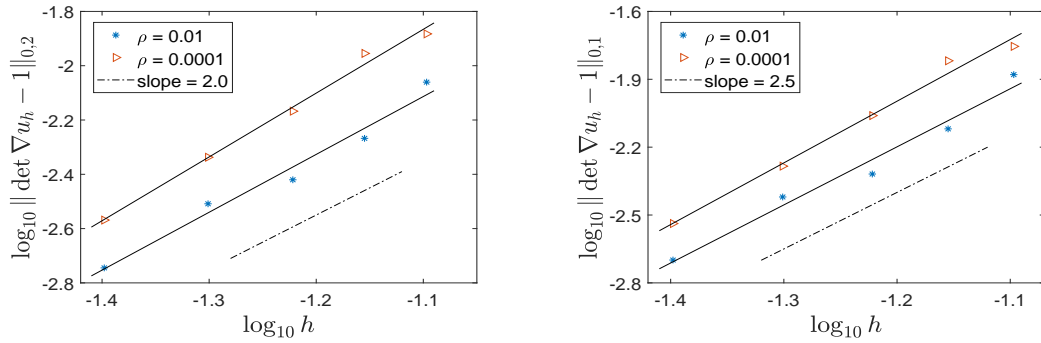 -1.8
-2
-2.2
-2.4
-2.6
-2.8
-1.4
-1.3
-1.2
-1.1
log₁₀ h
log₁₀ ‖ det ∇u_h − 1‖₀,₂
ρ = 0.01
ρ = 0.0001
slope = 2.0
-1.6
-1.9
-2.2
-2.5
-2.8
-1.4
-1.3
-1.2
-1.1
log₁₀ h
log₁₀ ‖ det ∇u_h − 1‖₀,₁
ρ = 0.01
ρ = 0.0001
slope = 2.5